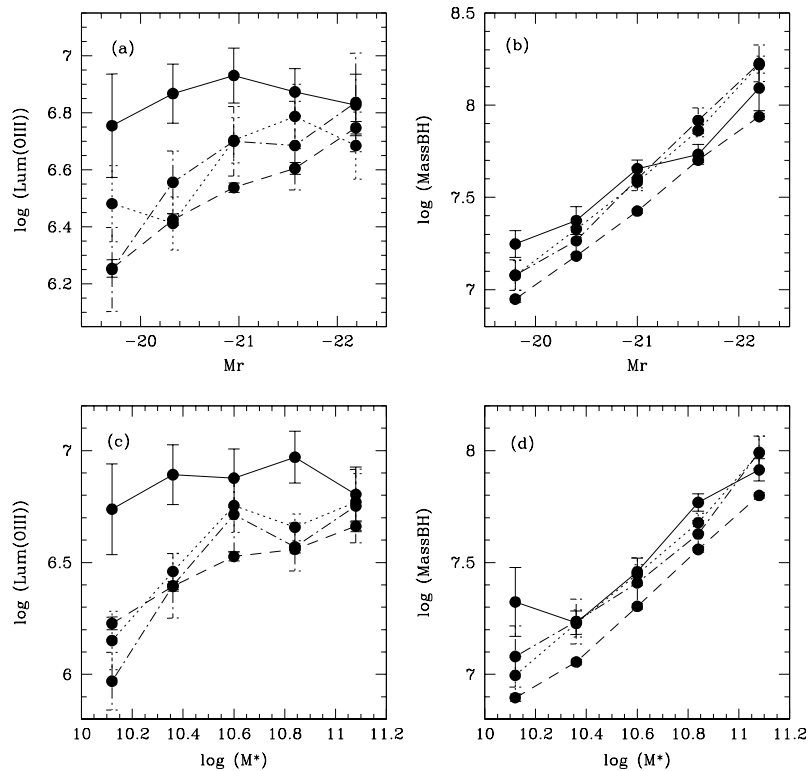 (a)
7
6.8
6.6
6.4
6.2
log (Lum(OIII))
-20
-21
-22
Mr
(b)
8.5
8
7.5
7
log (MassBH)
-20
-21
-22
Mr
(c)
7
6.5
6
log (Lum(OIII))
10
10.2
10.4
10.6
10.8
11
11.2
log (M*)
(d)
8
7.5
7
log (MassBH)
10
10.2
10.4
10.6
10.8
11
11.2
log (M*)